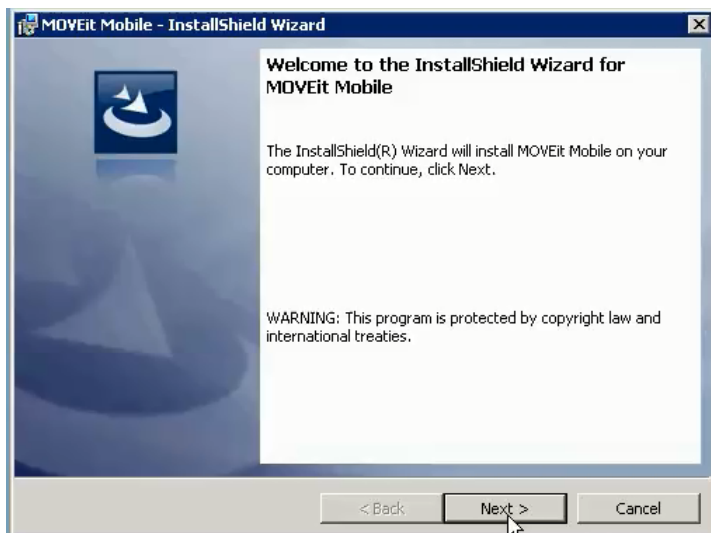 MOVEit Mobile - InstallShield Wizard
Welcome to the InstallShield Wizard for
MOVEit Mobile
The InstallShield(R) Wizard will install MOVEit Mobile on your
computer. To continue, click Next.
WARNING: This program is protected by copyright law and
international treaties.
< Back
Next >
Cancel